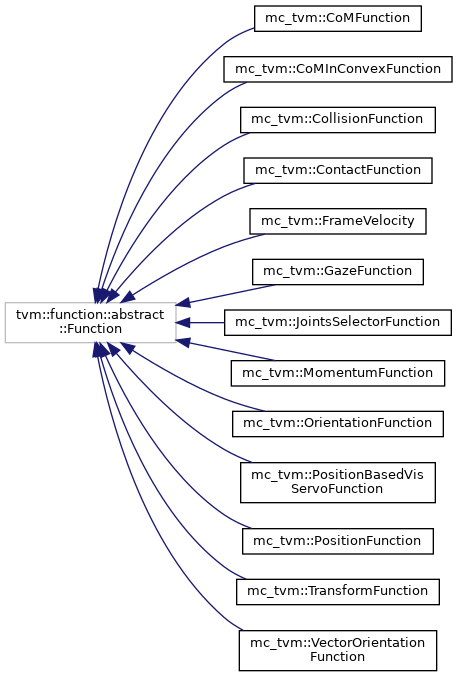 mc_tvm::CoMFunction
mc_tvm::CoMInConvexFunction
mc_tvm::CollisionFunction
mc_tvm::ContactFunction
mc_tvm::FrameVelocity
mc_tvm::GazeFunction
tvm::function::abstract
::Function
mc_tvm::JointsSelectorFunction
mc_tvm::MomentumFunction
mc_tvm::OrientationFunction
mc_tvm::PositionBasedVis
ServoFunction
mc_tvm::PositionFunction
mc_tvm::TransformFunction
mc_tvm::VectorOrientation
Function